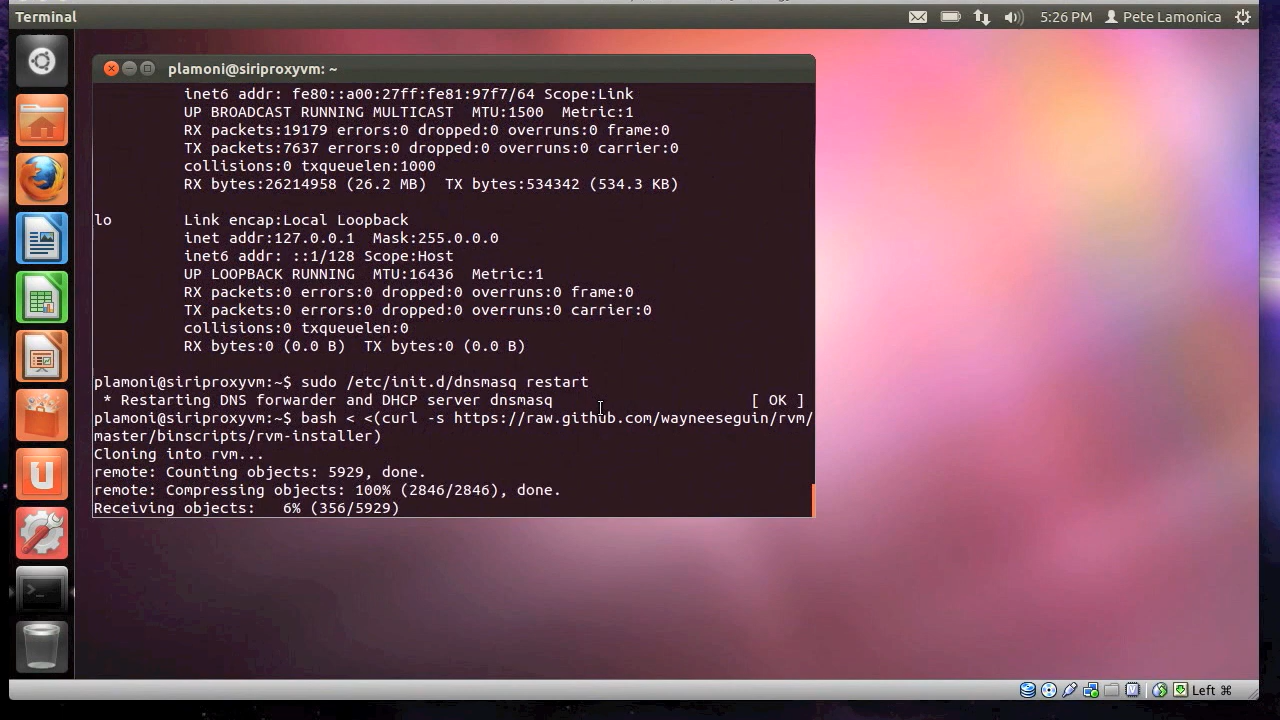 Terminal
5:26 PM Pete Lamonica
plamoni@siriproxyvm: ~
inet6 addr: fe80::a00:27ff:fe81:97f7/64 Scope:Link
UP BROADCAST RUNNING MULTICAST  MTU:1500  Metric:1
RX packets:19179 errors:0 dropped:0 overruns:0 frame:0
TX packets:7637 errors:0 dropped:0 overruns:0 carrier:0
collisions:0 txqueuelen:1000
RX bytes:26214958 (26.2 MB)  TX bytes:534342 (534.3 KB)
lo        Link encap:Local Loopback
inet addr:127.0.0.1  Mask:255.0.0.0
inet6 addr: ::1/128 Scope:Host
UP LOOPBACK RUNNING  MTU:16436  Metric:1
RX packets:0 errors:0 dropped:0 overruns:0 frame:0
TX packets:0 errors:0 dropped:0 overruns:0 carrier:0
collisions:0 txqueuelen:0
RX bytes:0 (0.0 B)  TX bytes:0 (0.0 B)
plamoni@siriproxyvm:~$ sudo /etc/init.d/dnsmasq restart
* Restarting DNS forwarder and DHCP server dnsmasq [ OK ]
plamoni@siriproxyvm:~$ bash < <(curl -s https://raw.github.com/wayneeseguin/rvm/
master/binscripts/rvm-installer)
Cloning into rvm...
remote: Counting objects: 5929, done.
remote: Compressing objects: 100% (2846/2846), done.
Receiving objects:   6% (356/5929)
Left ⌘